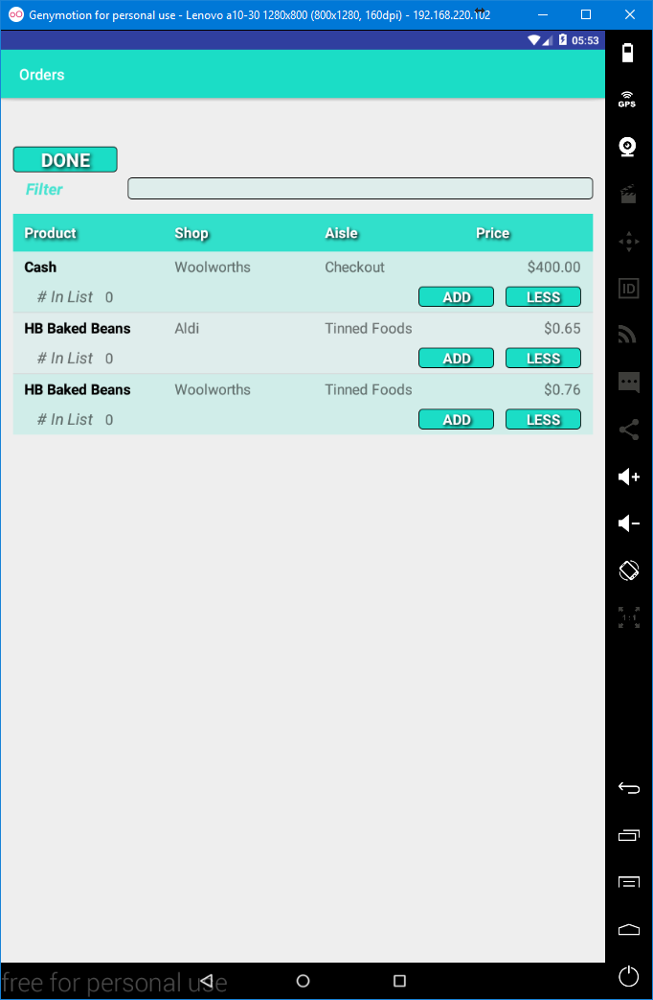 Genymotion for personal use - Lenovo a10-30 1280x800 (800x1280, 160dpi) - 192.168.220.102
05:53
Orders
GPS
DONE
Filter
Product Shop Aisle Price
Cash Woolworths Checkout $400.00
# In List 0 ADD LESS
ID
HB Baked Beans Aldi Tinned Foods $0.65
# In List 0 ADD LESS
HB Baked Beans Woolworths Tinned Foods $0.76
# In List 0 ADD LESS
1:1
free for personal use